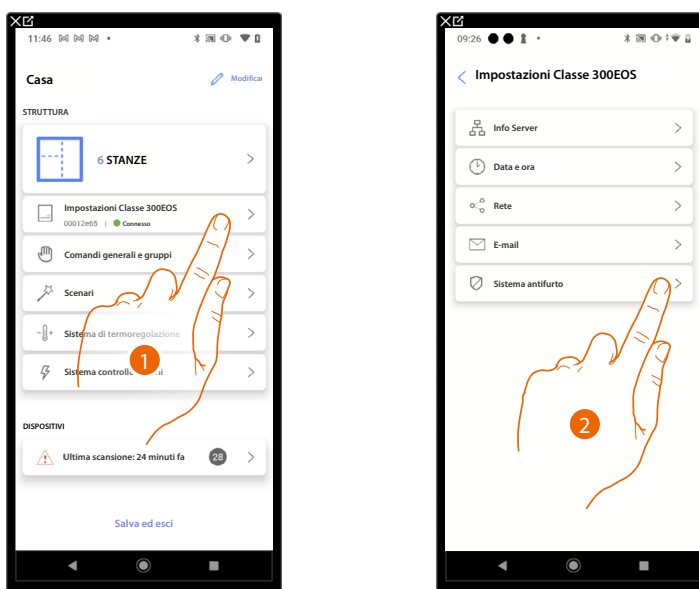 11:46
Casa
Modificar
STRUTTURA
6 STANZE
Impostazioni Classe 300EOS
00012e65 | Connesso
Comandi generali e gruppi
Scenari
Sistema di termoregolazione
Sistema controllo
1
DISPOSITIVI
Ultima scansione: 24 minuti fa
28
Salva ed esci
09:26
Impostazioni Classe 300EOS
Info Server
Data e ora
Rete
E-mail
Sistema antifurto
2